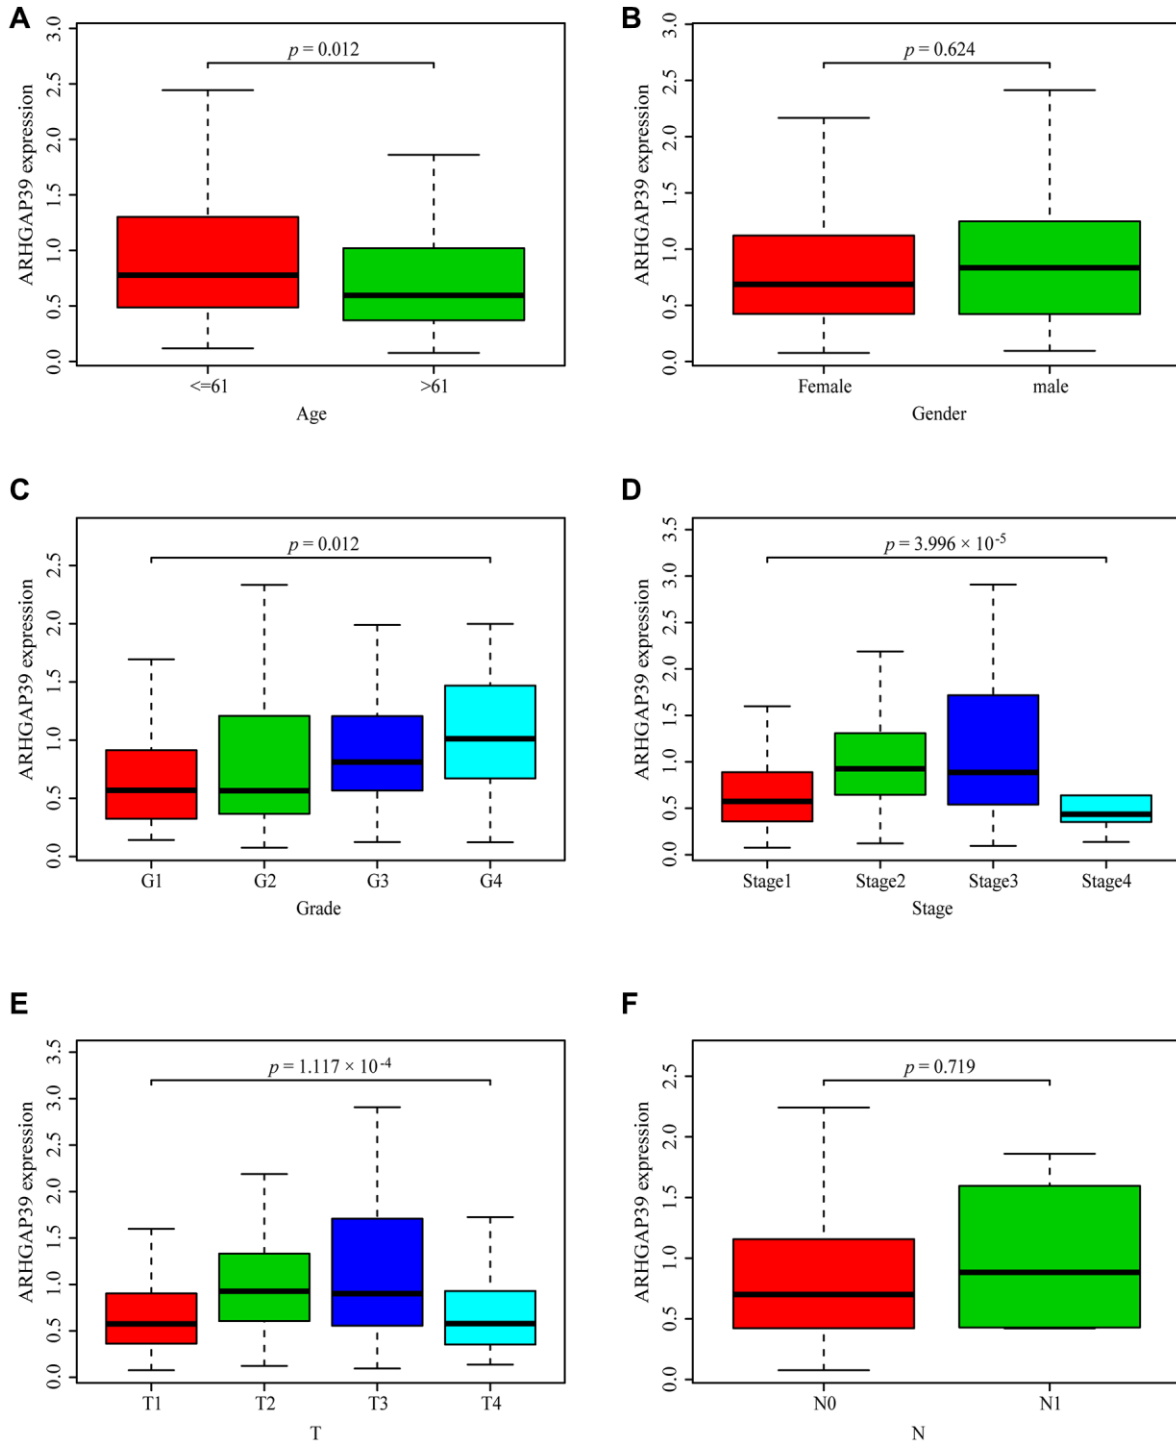 A
ARHGAP39 expression
0.0 0.5 1.0 1.5 2.0 2.5 3.0
p = 0.012
<=61 >61
Age
B
ARHGAP39 expression
0.0 0.5 1.0 1.5 2.0 2.5 3.0
p = 0.624
Female male
Gender
C
ARHGAP39 expression
0.0 0.5 1.0 1.5 2.0 2.5
p = 0.012
G1 G2 G3 G4
Grade
D
ARHGAP39 expression
0.0 0.5 1.0 1.5 2.0 2.5 3.0 3.5
p = 3.996 × 10⁻⁵
Stage1 Stage2 Stage3 Stage4
Stage
E
ARHGAP39 expression
0.0 0.5 1.0 1.5 2.0 2.5 3.0 3.5
p = 1.117 × 10⁻⁴
T1 T2 T3 T4
T
F
ARHGAP39 expression
0.0 0.5 1.0 1.5 2.0 2.5
p = 0.719
N0 N1
N